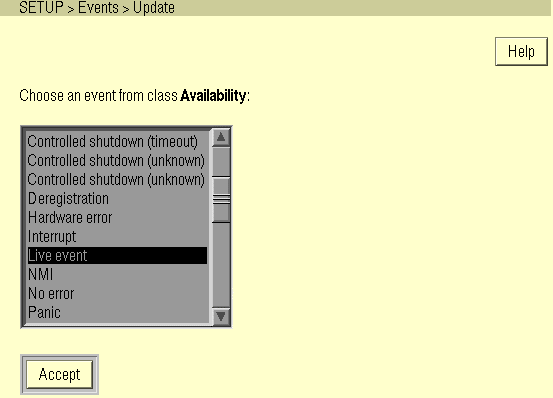 SETUP > Events > Update
Help
Choose an event from class Availability:
Controlled shutdown (timeout)
Controlled shutdown (unknown)
Controlled shutdown (unknown)
Deregistration
Hardware error
Interrupt
Live event
NMI
No error
Panic
Accept